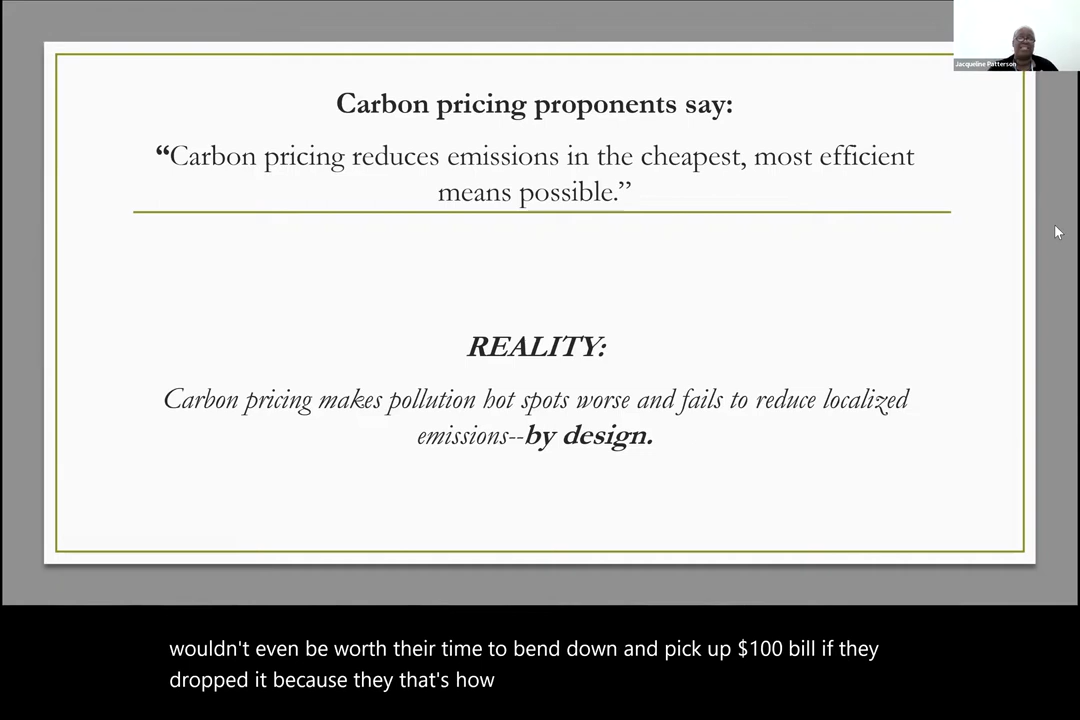 Jacqueline Patterson
Carbon pricing proponents say:
“Carbon pricing reduces emissions in the cheapest, most efficient
means possible.”
REALITY:
Carbon pricing makes pollution hot spots worse and fails to reduce localized
emissions--by design.
wouldn't even be worth their time to bend down and pick up $100 bill if they
dropped it because they that's how